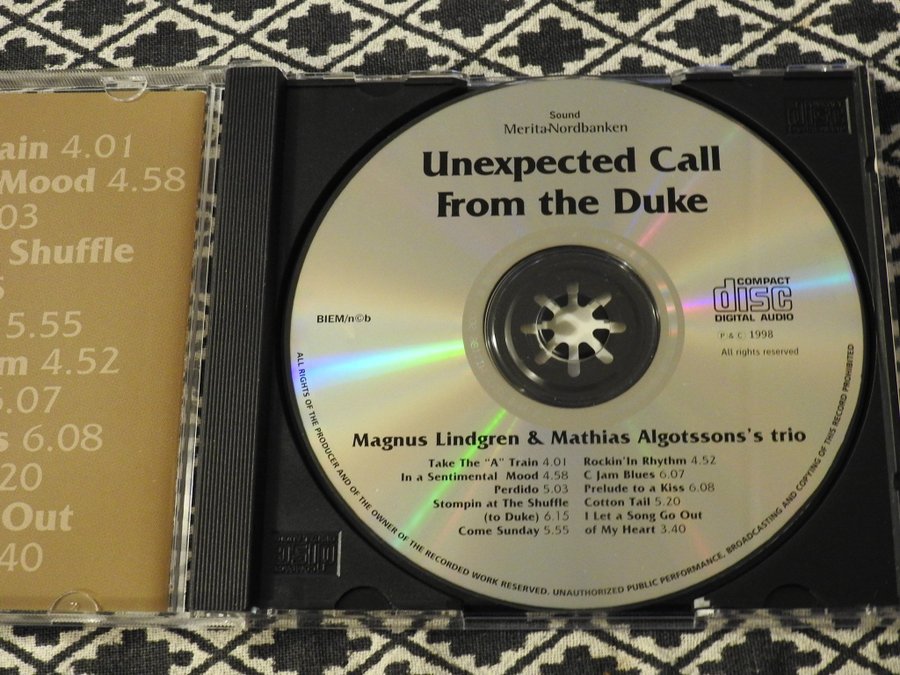 ain 4.01
Mood 4.58
03
Shuffle
5
5.55
m 4.52
5.07
s 6.08
20
Out
40
Sound
MeritaNordbanken
Unexpected Call
From the Duke
BIEM/n©b
COMPACT
disc
DIGITAL AUDIO
P & C 1998
All rights reserved
Magnus Lindgren & Mathias Algotssons's trio
Take The "A" Train 4.01
In a Sentimental Mood 4.58
Perdido 5.03
Stompin at The Shuffle
(to Duke) 6.15
Come Sunday 5.55
Rockin'In Rhythm 4.52
C Jam Blues 6.07
Prelude to a Kiss 6.08
Cotton Tail 5.20
I Let a Song Go Out
of My Heart 3.40
ALL RIGHTS OF THE PRODUCER AND OF THE OWNER OF THE RECORDED WORK RESERVED. UNAUTHORIZED PUBLIC PERFORMANCE, BROADCASTING AND COPYING OF THIS RECORD PROHIBITED